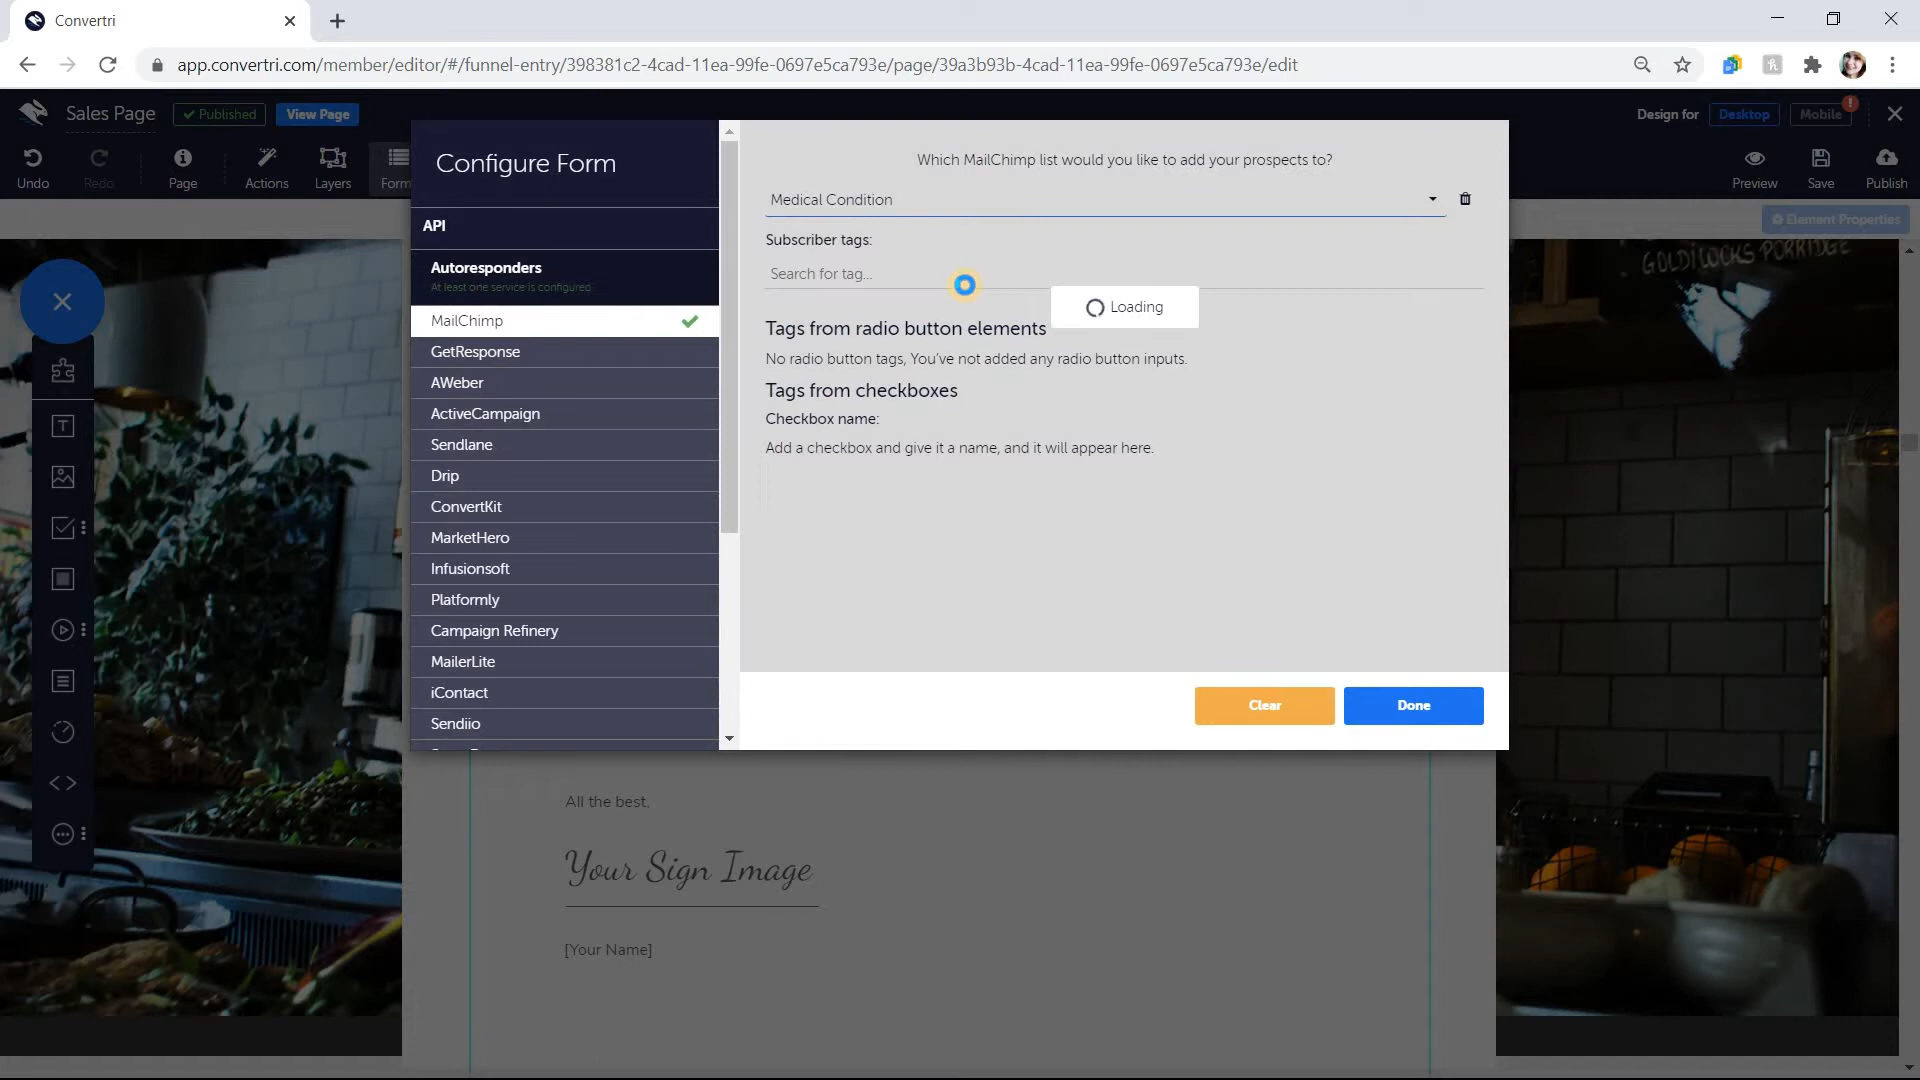 Convertri
app.convertri.com/member/editor/#/funnel-entry/398381c2-4cad-11ea-99fe-0697e5ca793e/page/39a3b93b-4cad-11ea-99fe-0697e5ca793e/edit
Sales Page
Published
View Page
Design for
Desktop
Mobile
!
Undo
Redo
Page
Actions
Layers
Form
Preview
Save
Publish
Element Properties
Configure Form
API
Autoresponders
At least one service is configured
MailChimp
GetResponse
AWeber
ActiveCampaign
Sendlane
Drip
ConvertKit
MarketHero
Infusionsoft
Platformly
Campaign Refinery
MailerLite
iContact
Sendiio
Which MailChimp list would you like to add your prospects to?
Medical Condition
Subscriber tags:
Search for tag...
Loading
Tags from radio button elements
No radio button tags, You've not added any radio button inputs.
Tags from checkboxes
Checkbox name:
Add a checkbox and give it a name, and it will appear here.
Clear
Done
GOLDILOCKS PORRIDGE
All the best,
Your Sign Image
[Your Name]